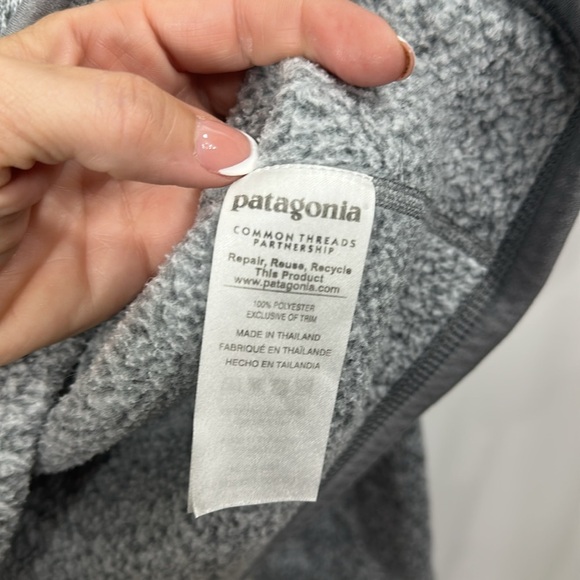 patagonia
COMMON THREADS
PARTNERSHIP
Repair, Reuse, Recycle
This Product
www.patagonia.com
100% POLYESTER
EXCLUSIVE OF TRIM
MADE IN THAILAND
FABRIQUÉ EN THAÏLANDE
HECHO EN TAILANDIA